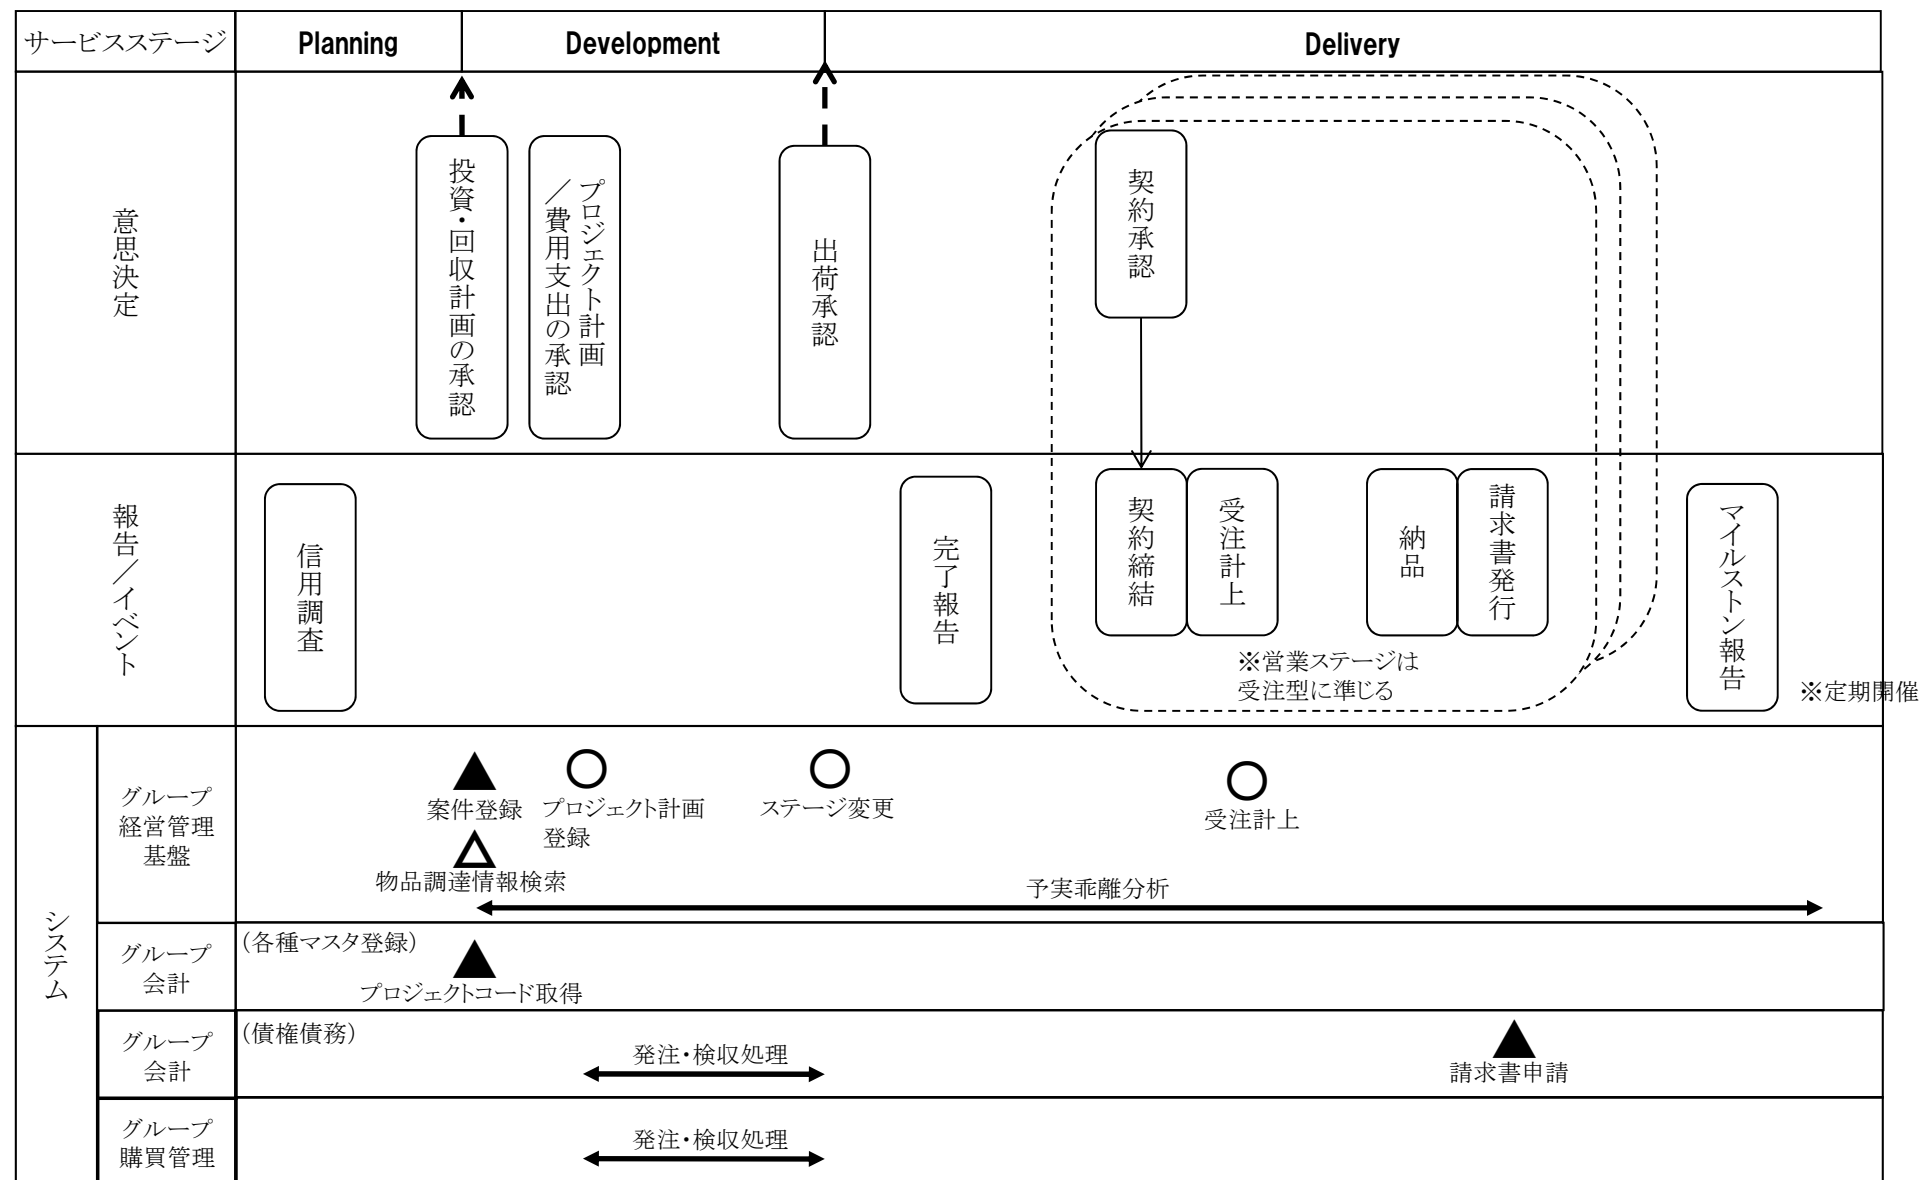 サービスステージ
Planning
Development
Delivery
意思決定
投資・回収計画の承認
プロジェクト計画
／費用支出の承認
出荷承認
契約承認
報告／イベント
信用調査
完了報告
契約締結
受注計上
納品
請求書発行
マイルストン報告
※営業ステージは
受注型に準じる
※定期開催
システム
グループ
経営管理
基盤
案件登録
プロジェクト計画
登録
ステージ変更
受注計上
物品調達情報検索
予実乖離分析
グループ
会計
(各種マスタ登録)
プロジェクトコード取得
グループ
会計
(債権債務)
発注・検収処理
請求書申請
グループ
購買管理
発注・検収処理